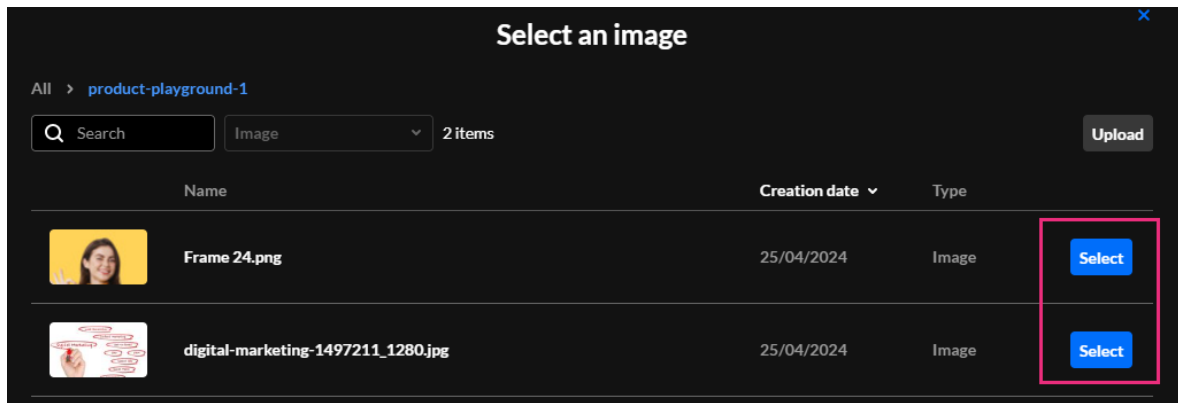 Select an image
All > product-playground-1
Search Image 2 items Upload
Name Creation date Type
Frame 24.png 25/04/2024 Image Select
digital-marketing-1497211_1280.jpg 25/04/2024 Image Select